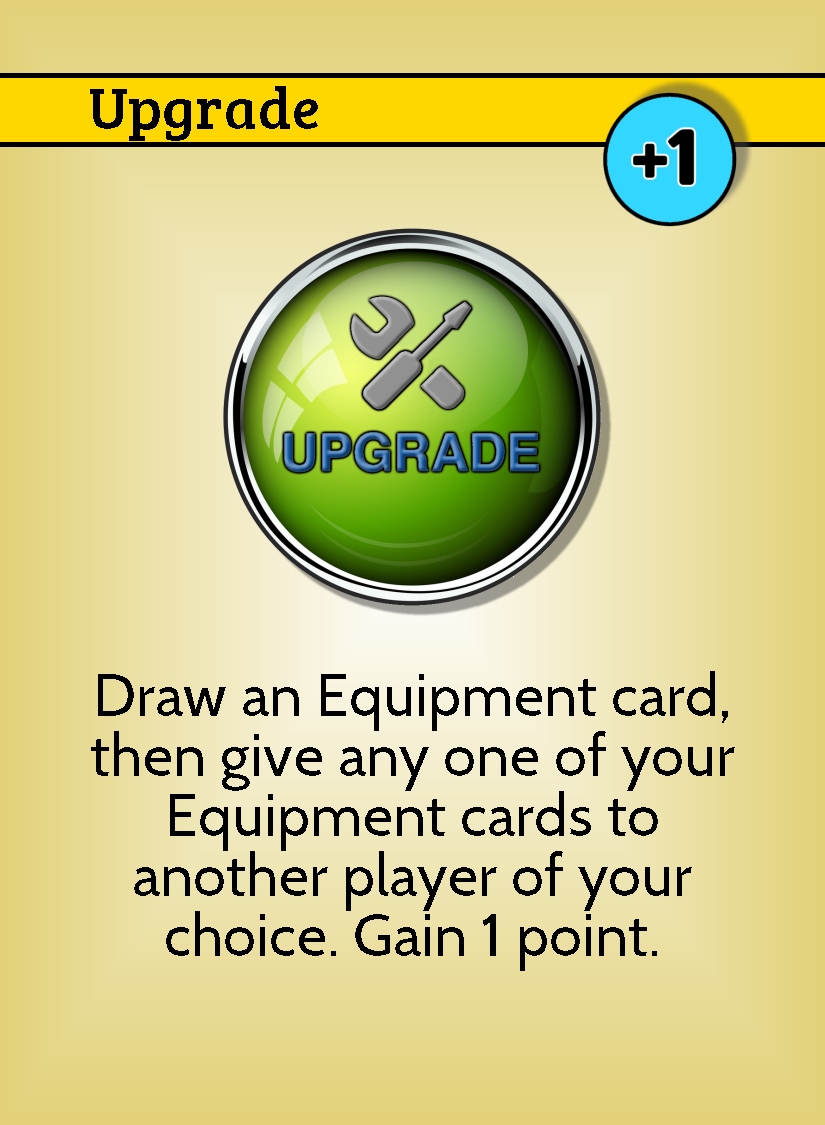 Upgrade
+1
UPGRADE
Draw an Equipment card,
then give any one of your
Equipment cards to
another player of your
choice. Gain 1 point.